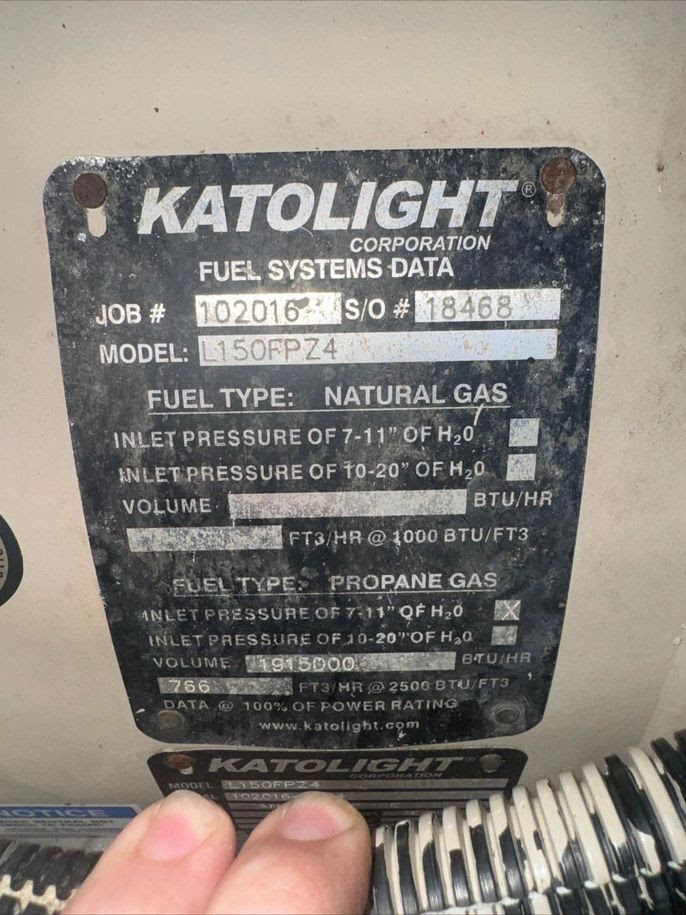 KATOLIGHT®
CORPORATION
FUEL SYSTEMS DATA
JOB # 102016 S/O # 18468
MODEL: L150FPZ4
FUEL TYPE: NATURAL GAS
INLET PRESSURE OF 7-11" OF H₂0
INLET PRESSURE OF 10-20" OF H₂0
VOLUME BTU/HR
FT3/HR @ 1000 BTU/FT3
FUEL TYPE: PROPANE GAS
INLET PRESSURE OF 7-11" OF H₂0 X
INLET PRESSURE OF 10-20" OF H₂0
VOLUME 1915000 BTU/HR
766 FT3/HR @ 2500 BTU/FT3
DATA @ 100% OF POWER RATING
www.katolight.com
KATOLIGHT
CORPORATION
MODEL L150FPZ4
102016
NOTICE